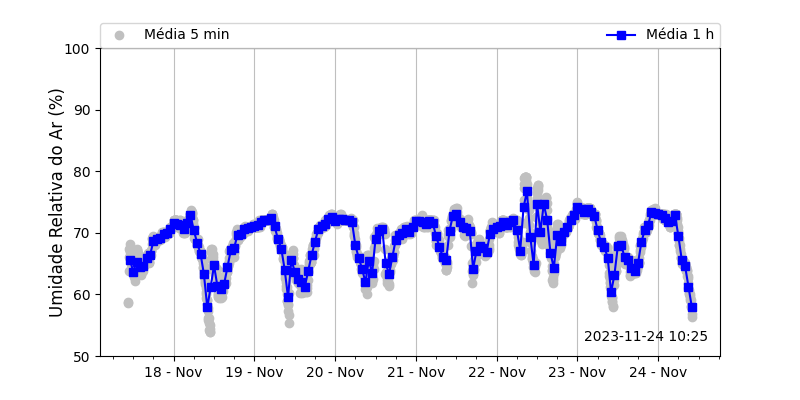 Média 5 min
Média 1 h
Umidade Relativa do Ar (%)
100
90
80
70
60
50
2023-11-24 10:25
18 - Nov
19 - Nov
20 - Nov
21 - Nov
22 - Nov
23 - Nov
24 - Nov